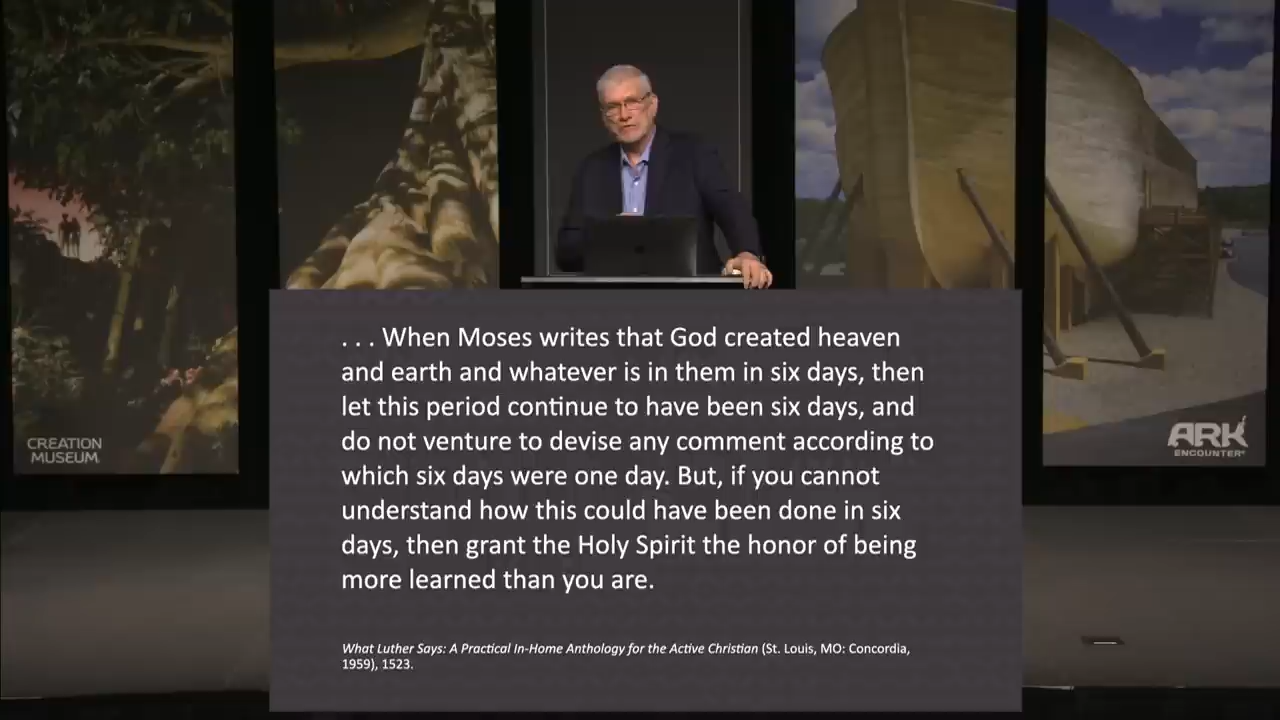 . . . When Moses writes that God created heaven
and earth and whatever is in them in six days, then
let this period continue to have been six days, and
do not venture to devise any comment according to
which six days were one day. But, if you cannot
understand how this could have been done in six
days, then grant the Holy Spirit the honor of being
more learned than you are.
What Luther Says: A Practical In-Home Anthology for the Active Christian (St. Louis, MO: Concordia,
1959), 1523.
CREATION
MUSEUM
ARK
ENCOUNTER